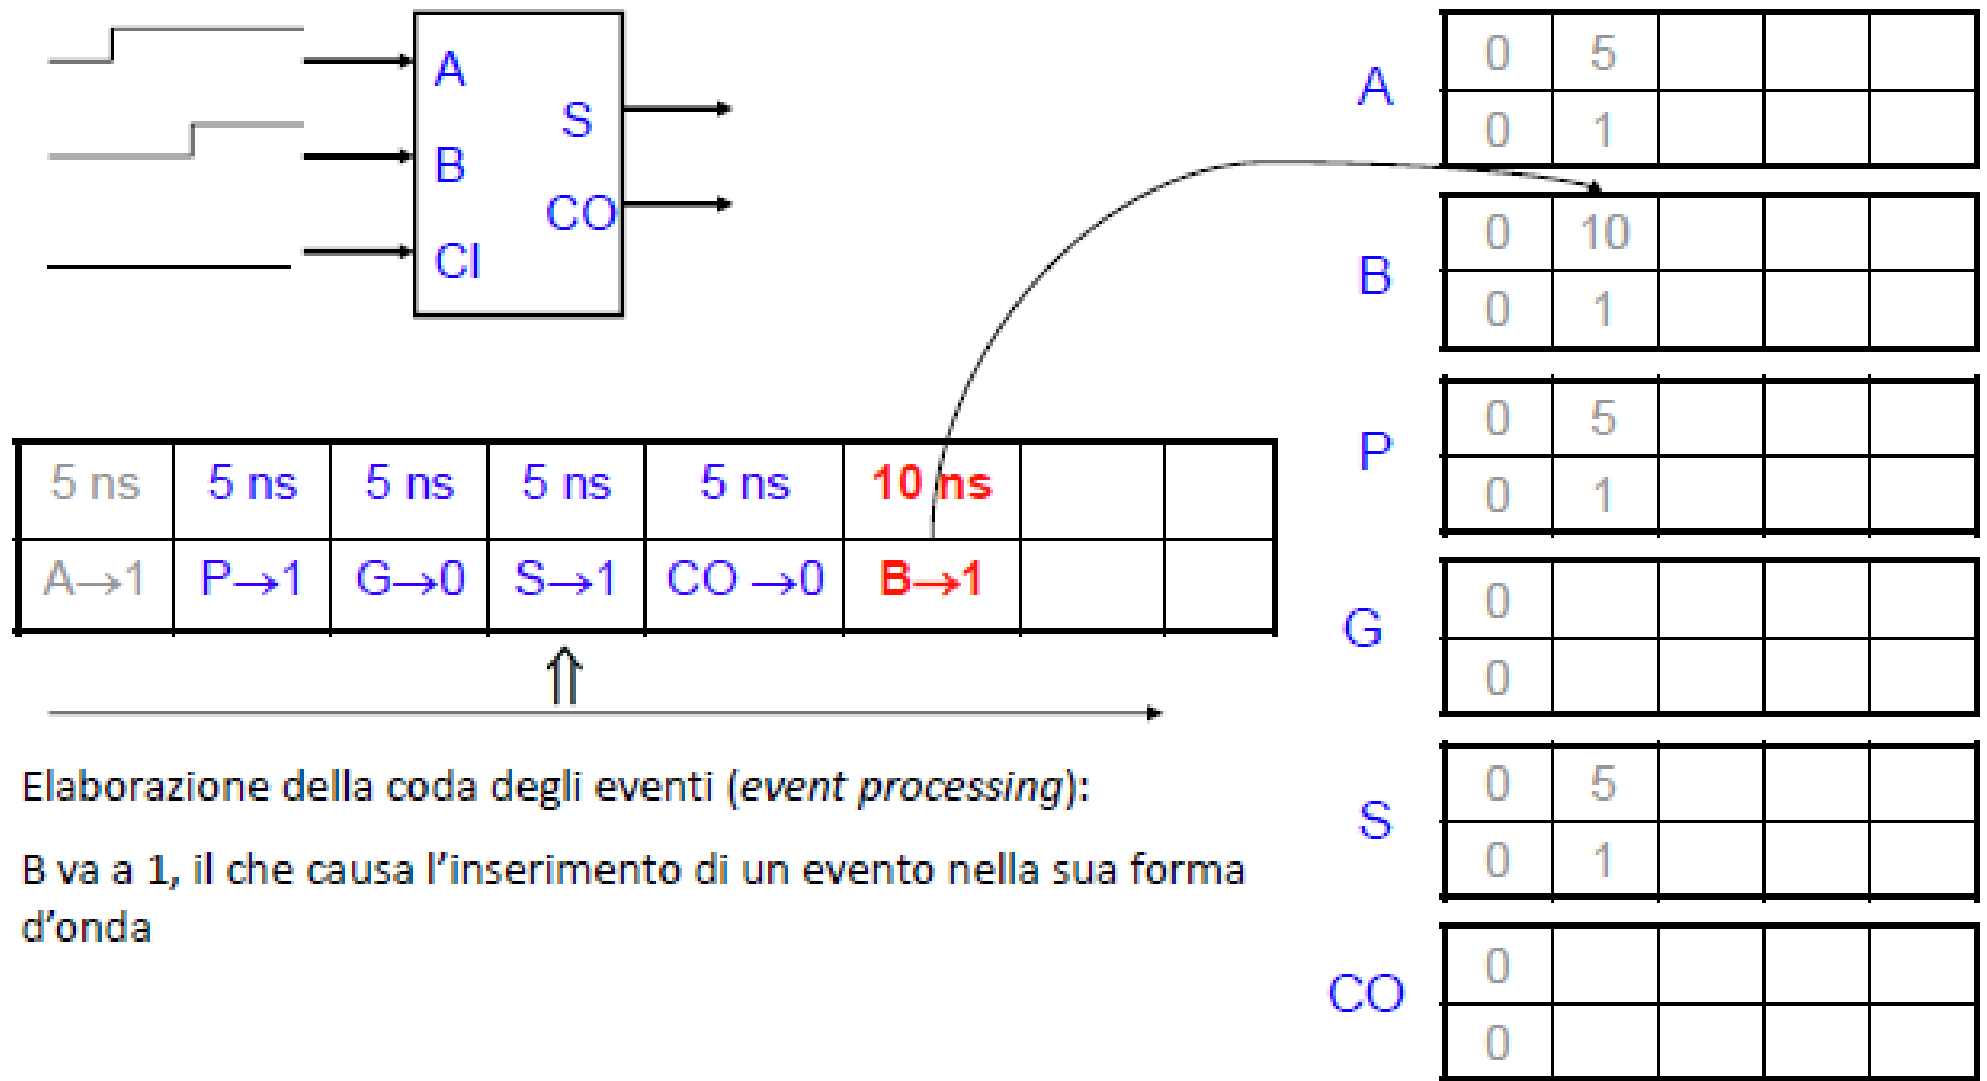 A
B
CI
S
CO
5 ns 5 ns 5 ns 5 ns 5 ns 10 ns
A→1 P→1 G→0 S→1 CO →0 B→1
⇑
Elaborazione della coda degli eventi (event processing):
B va a 1, il che causa l'inserimento di un evento nella sua forma
d'onda
A
0 5
0 1
B
0 10
0 1
P
0 5
0 1
G
0
0
S
0 5
0 1
CO
0
0